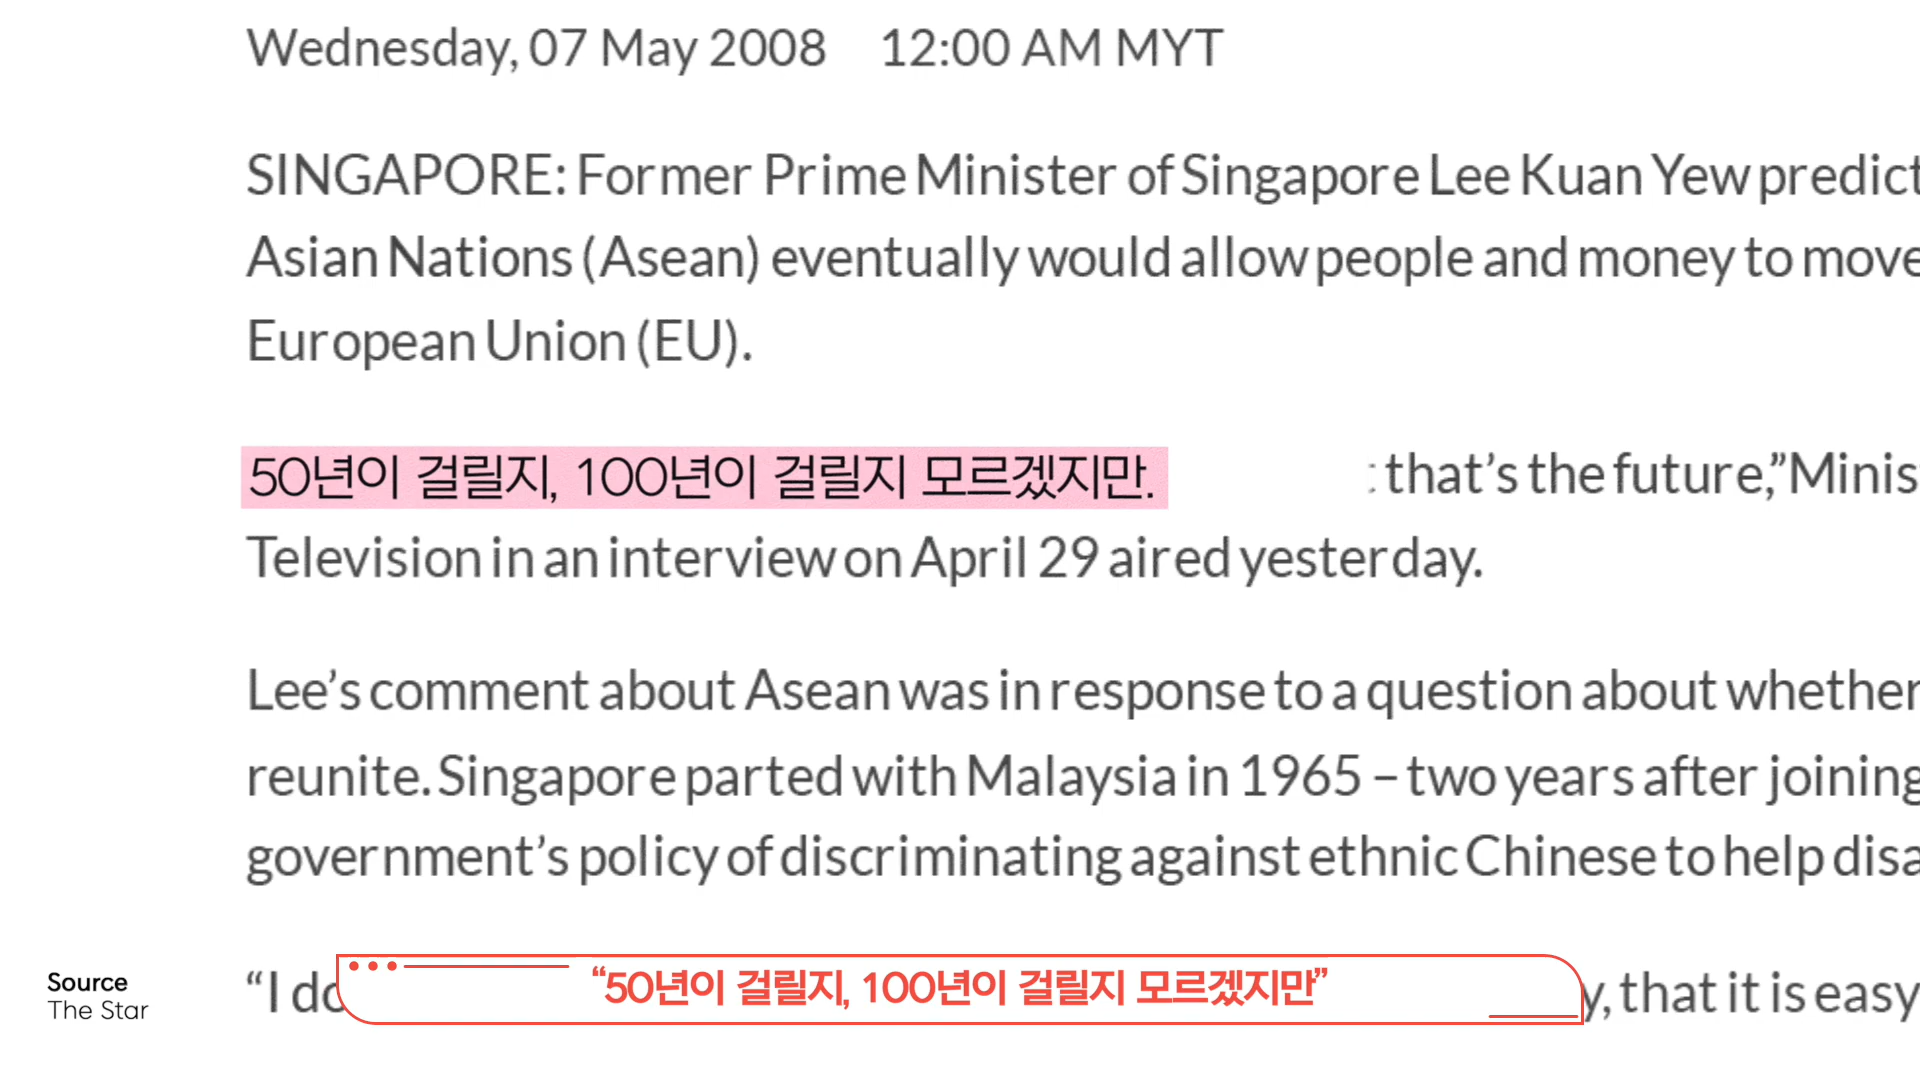 Wednesday, 07 May 2008 12:00 AM MYT
SINGAPORE: Former Prime Minister of Singapore Lee Kuan Yew predict
Asian Nations (Asean) eventually would allow people and money to move
European Union (EU).
50년이 걸릴지, 100년이 걸릴지 모르겠지만. that’s the future,” Minis
Television in an interview on April 29 aired yesterday.
Lee’s comment about Asean was in response to a question about whether
reunite. Singapore parted with Malaysia in 1965 – two years after joining
government’s policy of discriminating against ethnic Chinese to help disa
“I do y, that it is easy
“50년이 걸릴지, 100년이 걸릴지 모르겠지만”
Source
The Star